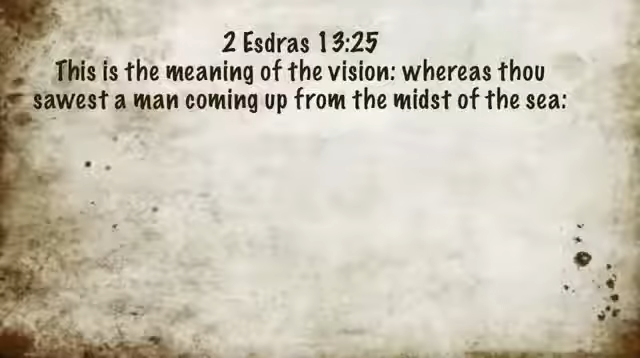 2 Esdras 13:25
This is the meaning of the vision: whereas thou
sawest a man coming up from the midst of the sea: